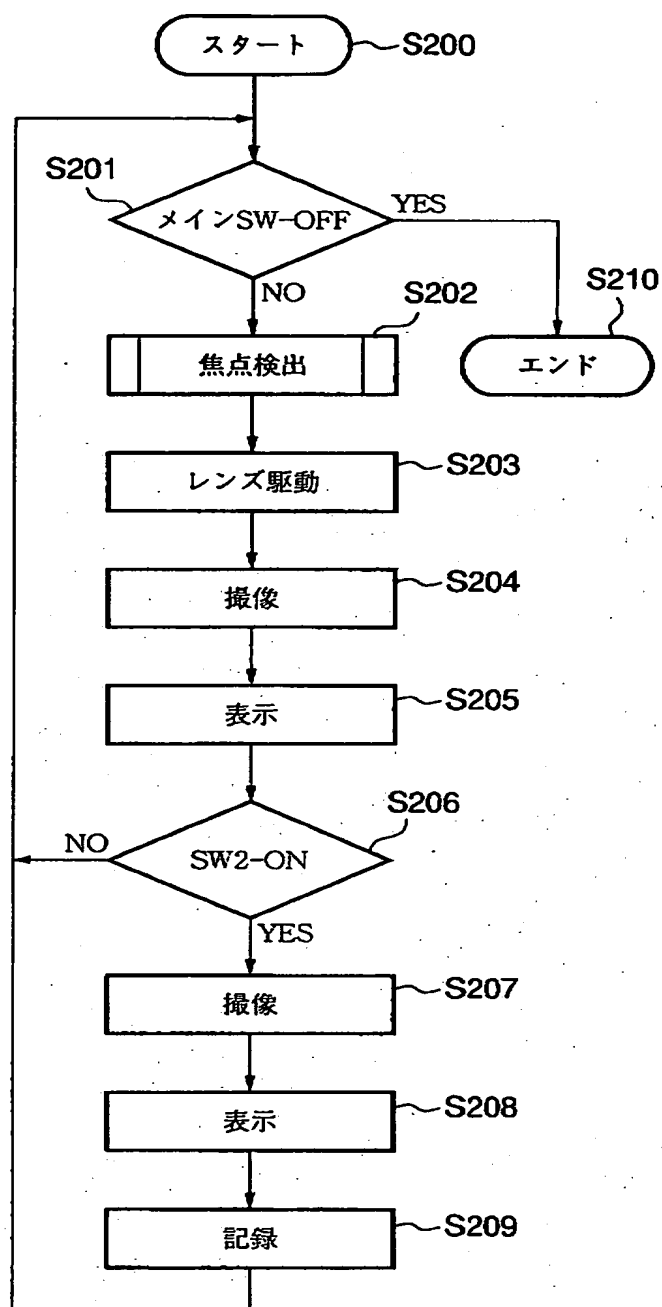 スタート
S200
S201
メインSW-OFF
YES
NO
S202
S210
焦点検出
エンド
レンズ駆動
S203
撮像
S204
表示
S205
S206
NO
SW2-ON
YES
撮像
S207
表示
S208
記録
S209